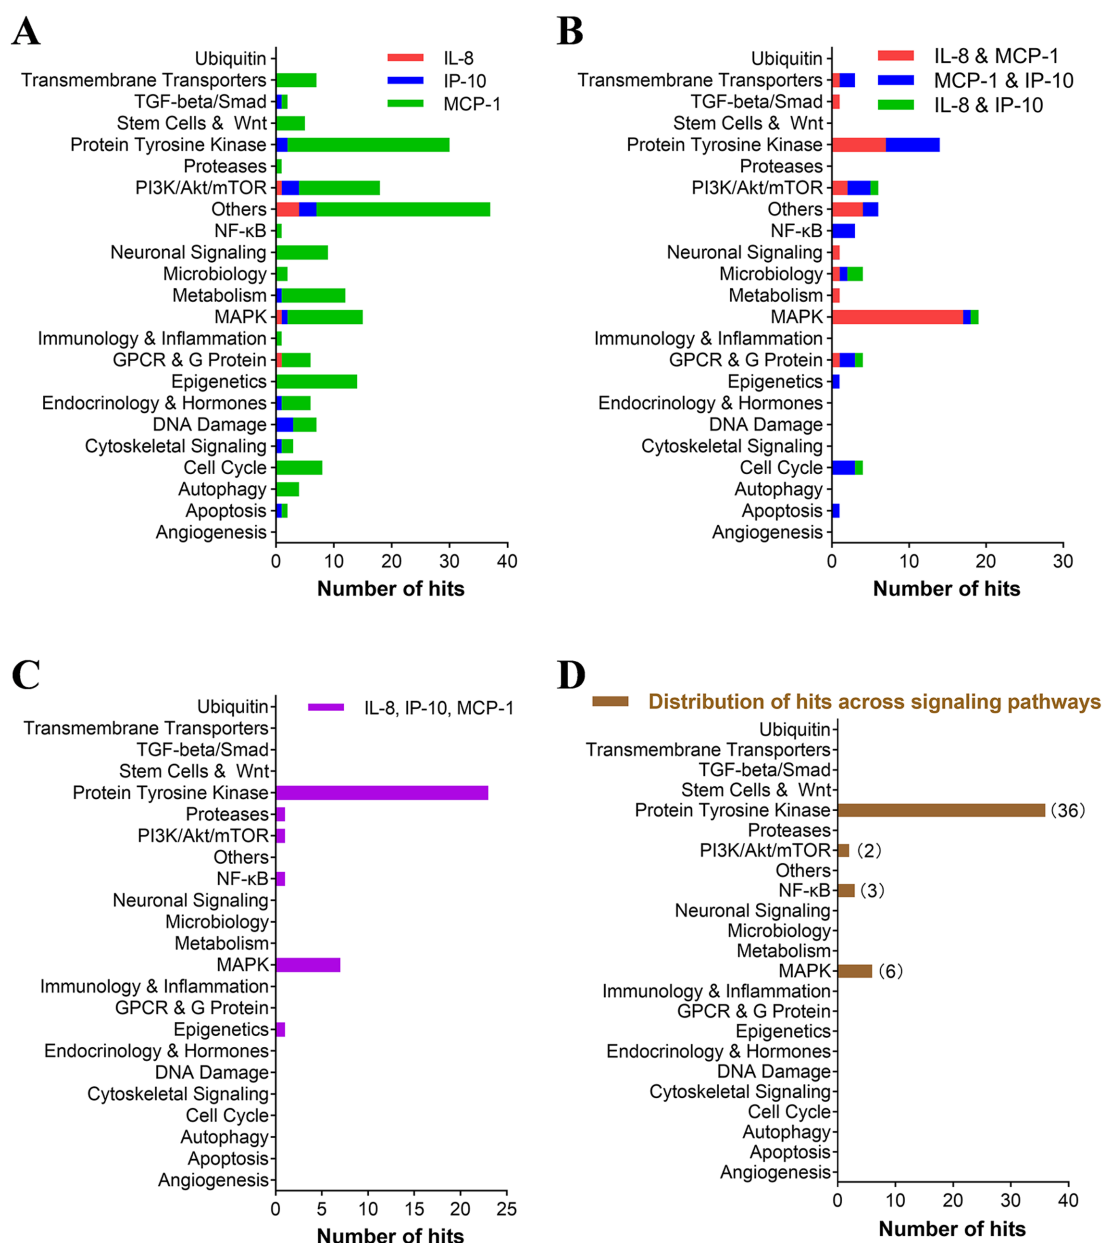 A
Ubiquitin
Transmembrane Transporters
TGF-beta/Smad
Stem Cells & Wnt
Protein Tyrosine Kinase
Proteases
PI3K/Akt/mTOR
Others
NF-κB
Neuronal Signaling
Microbiology
Metabolism
MAPK
Immunology & Inflammation
GPCR & G Protein
Epigenetics
Endocrinology & Hormones
DNA Damage
Cytoskeletal Signaling
Cell Cycle
Autophagy
Apoptosis
Angiogenesis
IL-8
IP-10
MCP-1
0 10 20 30 40
Number of hits
B
Ubiquitin
Transmembrane Transporters
TGF-beta/Smad
Stem Cells & Wnt
Protein Tyrosine Kinase
Proteases
PI3K/Akt/mTOR
Others
NF-κB
Neuronal Signaling
Microbiology
Metabolism
MAPK
Immunology & Inflammation
GPCR & G Protein
Epigenetics
Endocrinology & Hormones
DNA Damage
Cytoskeletal Signaling
Cell Cycle
Autophagy
Apoptosis
Angiogenesis
IL-8 & MCP-1
MCP-1 & IP-10
IL-8 & IP-10
0 10 20 30
Number of hits
C
Ubiquitin
Transmembrane Transporters
TGF-beta/Smad
Stem Cells & Wnt
Protein Tyrosine Kinase
Proteases
PI3K/Akt/mTOR
Others
NF-κB
Neuronal Signaling
Microbiology
Metabolism
MAPK
Immunology & Inflammation
GPCR & G Protein
Epigenetics
Endocrinology & Hormones
DNA Damage
Cytoskeletal Signaling
Cell Cycle
Autophagy
Apoptosis
Angiogenesis
IL-8, IP-10, MCP-1
0 5 10 15 20 25
Number of hits
D
Distribution of hits across signaling pathways
Ubiquitin
Transmembrane Transporters
TGF-beta/Smad
Stem Cells & Wnt
Protein Tyrosine Kinase (36)
Proteases
PI3K/Akt/mTOR (2)
Others
NF-κB (3)
Neuronal Signaling
Microbiology
Metabolism
MAPK (6)
Immunology & Inflammation
GPCR & G Protein
Epigenetics
Endocrinology & Hormones
DNA Damage
Cytoskeletal Signaling
Cell Cycle
Autophagy
Apoptosis
Angiogenesis
0 10 20 30 40
Number of hits